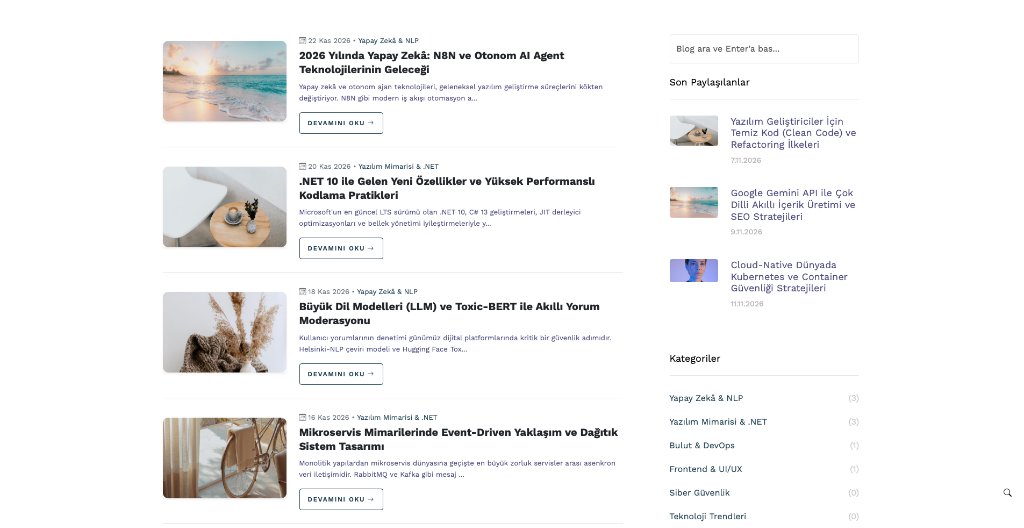 22 Kas 2026 • Yapay Zekâ & NLP
2026 Yılında Yapay Zekâ: N8N ve Otonom AI Agent
Teknolojilerinin Geleceği
Yapay zekâ ve otonom ajan teknolojileri, geleneksel yazılım geliştirme süreçlerini kökten
değiştiriyor. N8N gibi modern iş akışı otomasyon a...
DEVAMINI OKU →
20 Kas 2026 • Yazılım Mimarisi & .NET
.NET 10 ile Gelen Yeni Özellikler ve Yüksek Performanslı
Kodlama Pratikleri
Microsoft'un en güncel LTS sürümü olan .NET 10, C# 13 geliştirmeleri, JIT derleyici
optimizasyonları ve bellek yönetimi iyileştirmeleriyle y...
DEVAMINI OKU →
18 Kas 2026 • Yapay Zekâ & NLP
Büyük Dil Modelleri (LLM) ve Toxic-BERT ile Akıllı Yorum
Moderasyonu
Kullanıcı yorumlarının denetimi günümüz dijital platformlarında kritik bir güvenlik adımıdır.
Helsinki-NLP çeviri modeli ve Hugging Face Tox...
DEVAMINI OKU →
16 Kas 2026 • Yazılım Mimarisi & .NET
Mikroservis Mimarilerinde Event-Driven Yaklaşım ve Dağıtık
Sistem Tasarımı
Monolitik yapılardan mikroservis dünyasına geçişte en büyük zorluk servisler arası asenkron
veri iletişimidir. RabbitMQ ve Kafka gibi mesaj ...
DEVAMINI OKU →
Blog ara ve Enter'a bas...
Son Paylaşılanlar
Yazılım Geliştiriciler İçin
Temiz Kod (Clean Code) ve
Refactoring İlkeleri
7.11.2026
Google Gemini API ile Çok
Dilli Akıllı İçerik Üretimi ve
SEO Stratejileri
9.11.2026
Cloud-Native Dünyada
Kubernetes ve Container
Güvenliği Stratejileri
11.11.2026
Kategoriler
Yapay Zekâ & NLP (3)
Yazılım Mimarisi & .NET (3)
Bulut & DevOps (1)
Frontend & UI/UX (1)
Siber Güvenlik (0)
Teknoloji Trendleri (0)